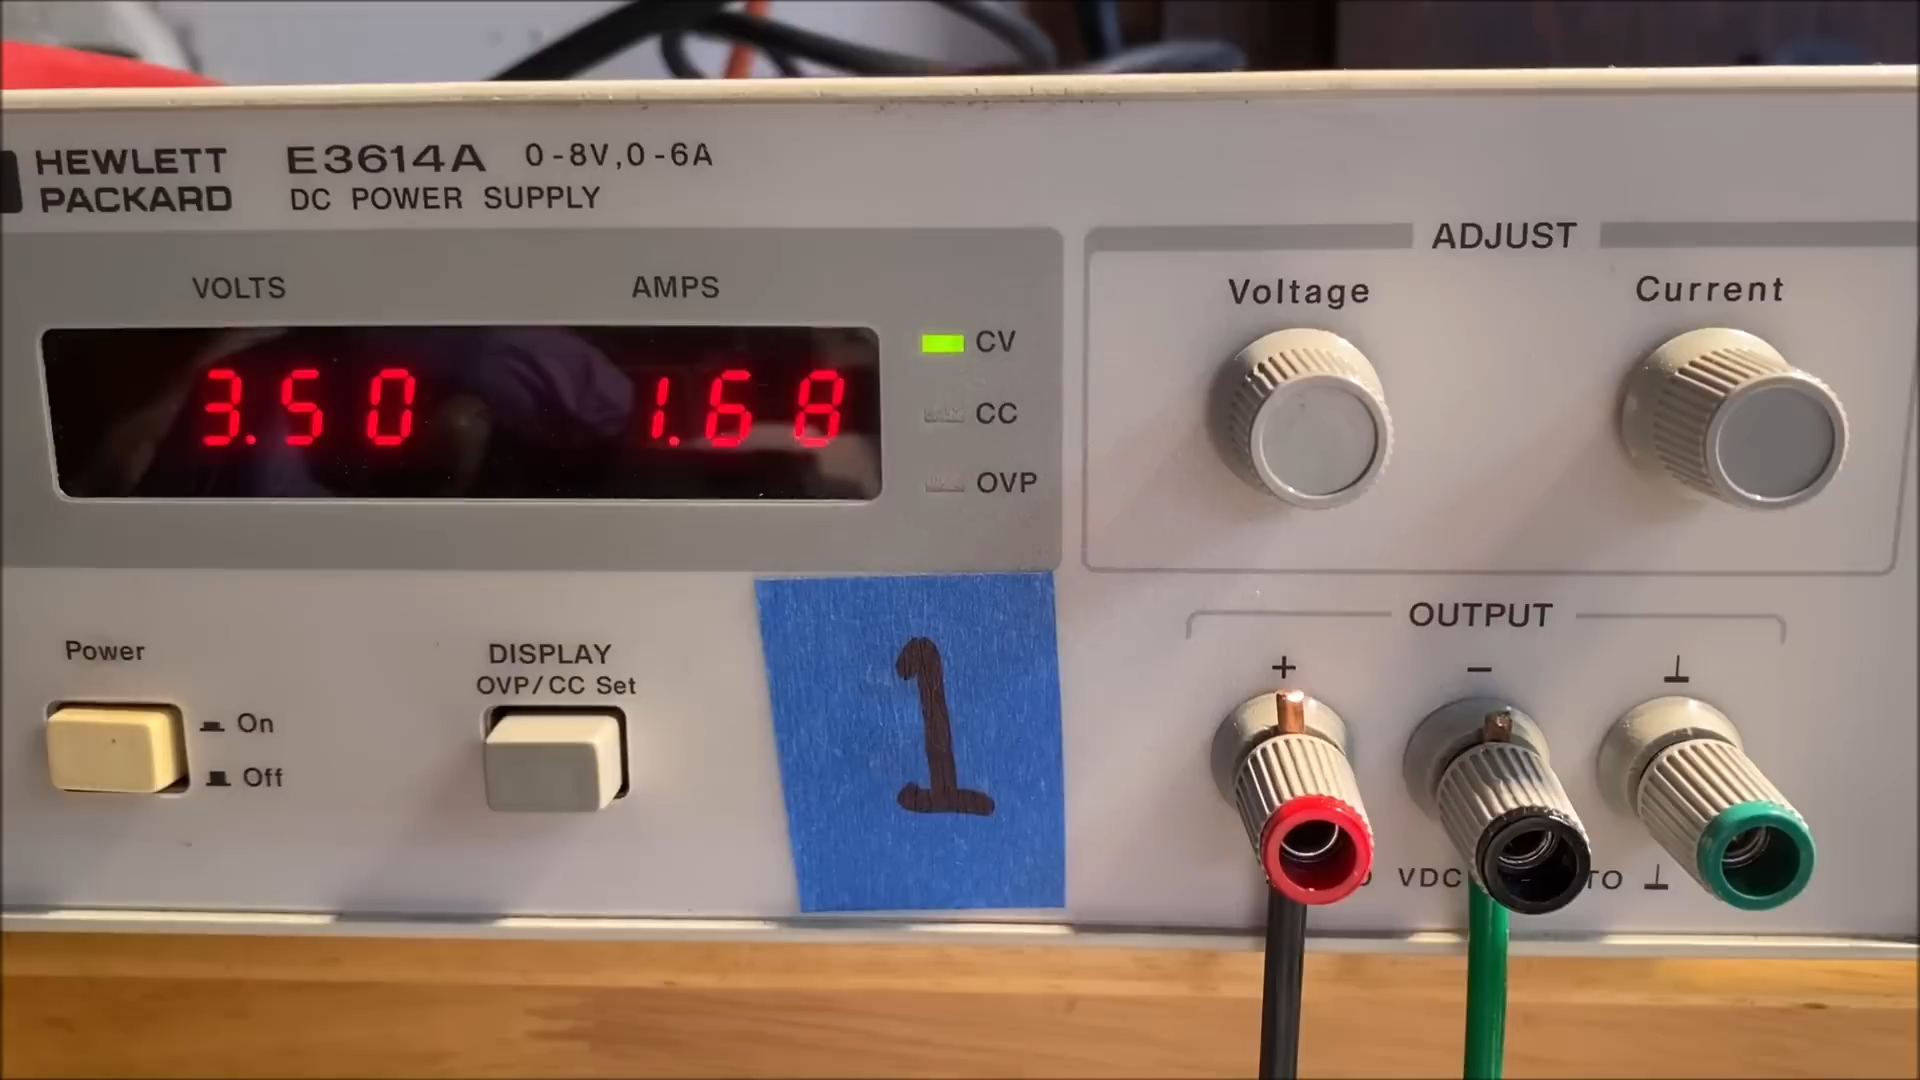 HEWLETT
PACKARD
E3614A 0-8V,0-6A
DC POWER SUPPLY
VOLTS
AMPS
3.50
1.68
CV
CC
OVP
ADJUST
Voltage
Current
Power
On
Off
DISPLAY
OVP/CC Set
1
OUTPUT
+
−
⏊
VDC
TO ⏊